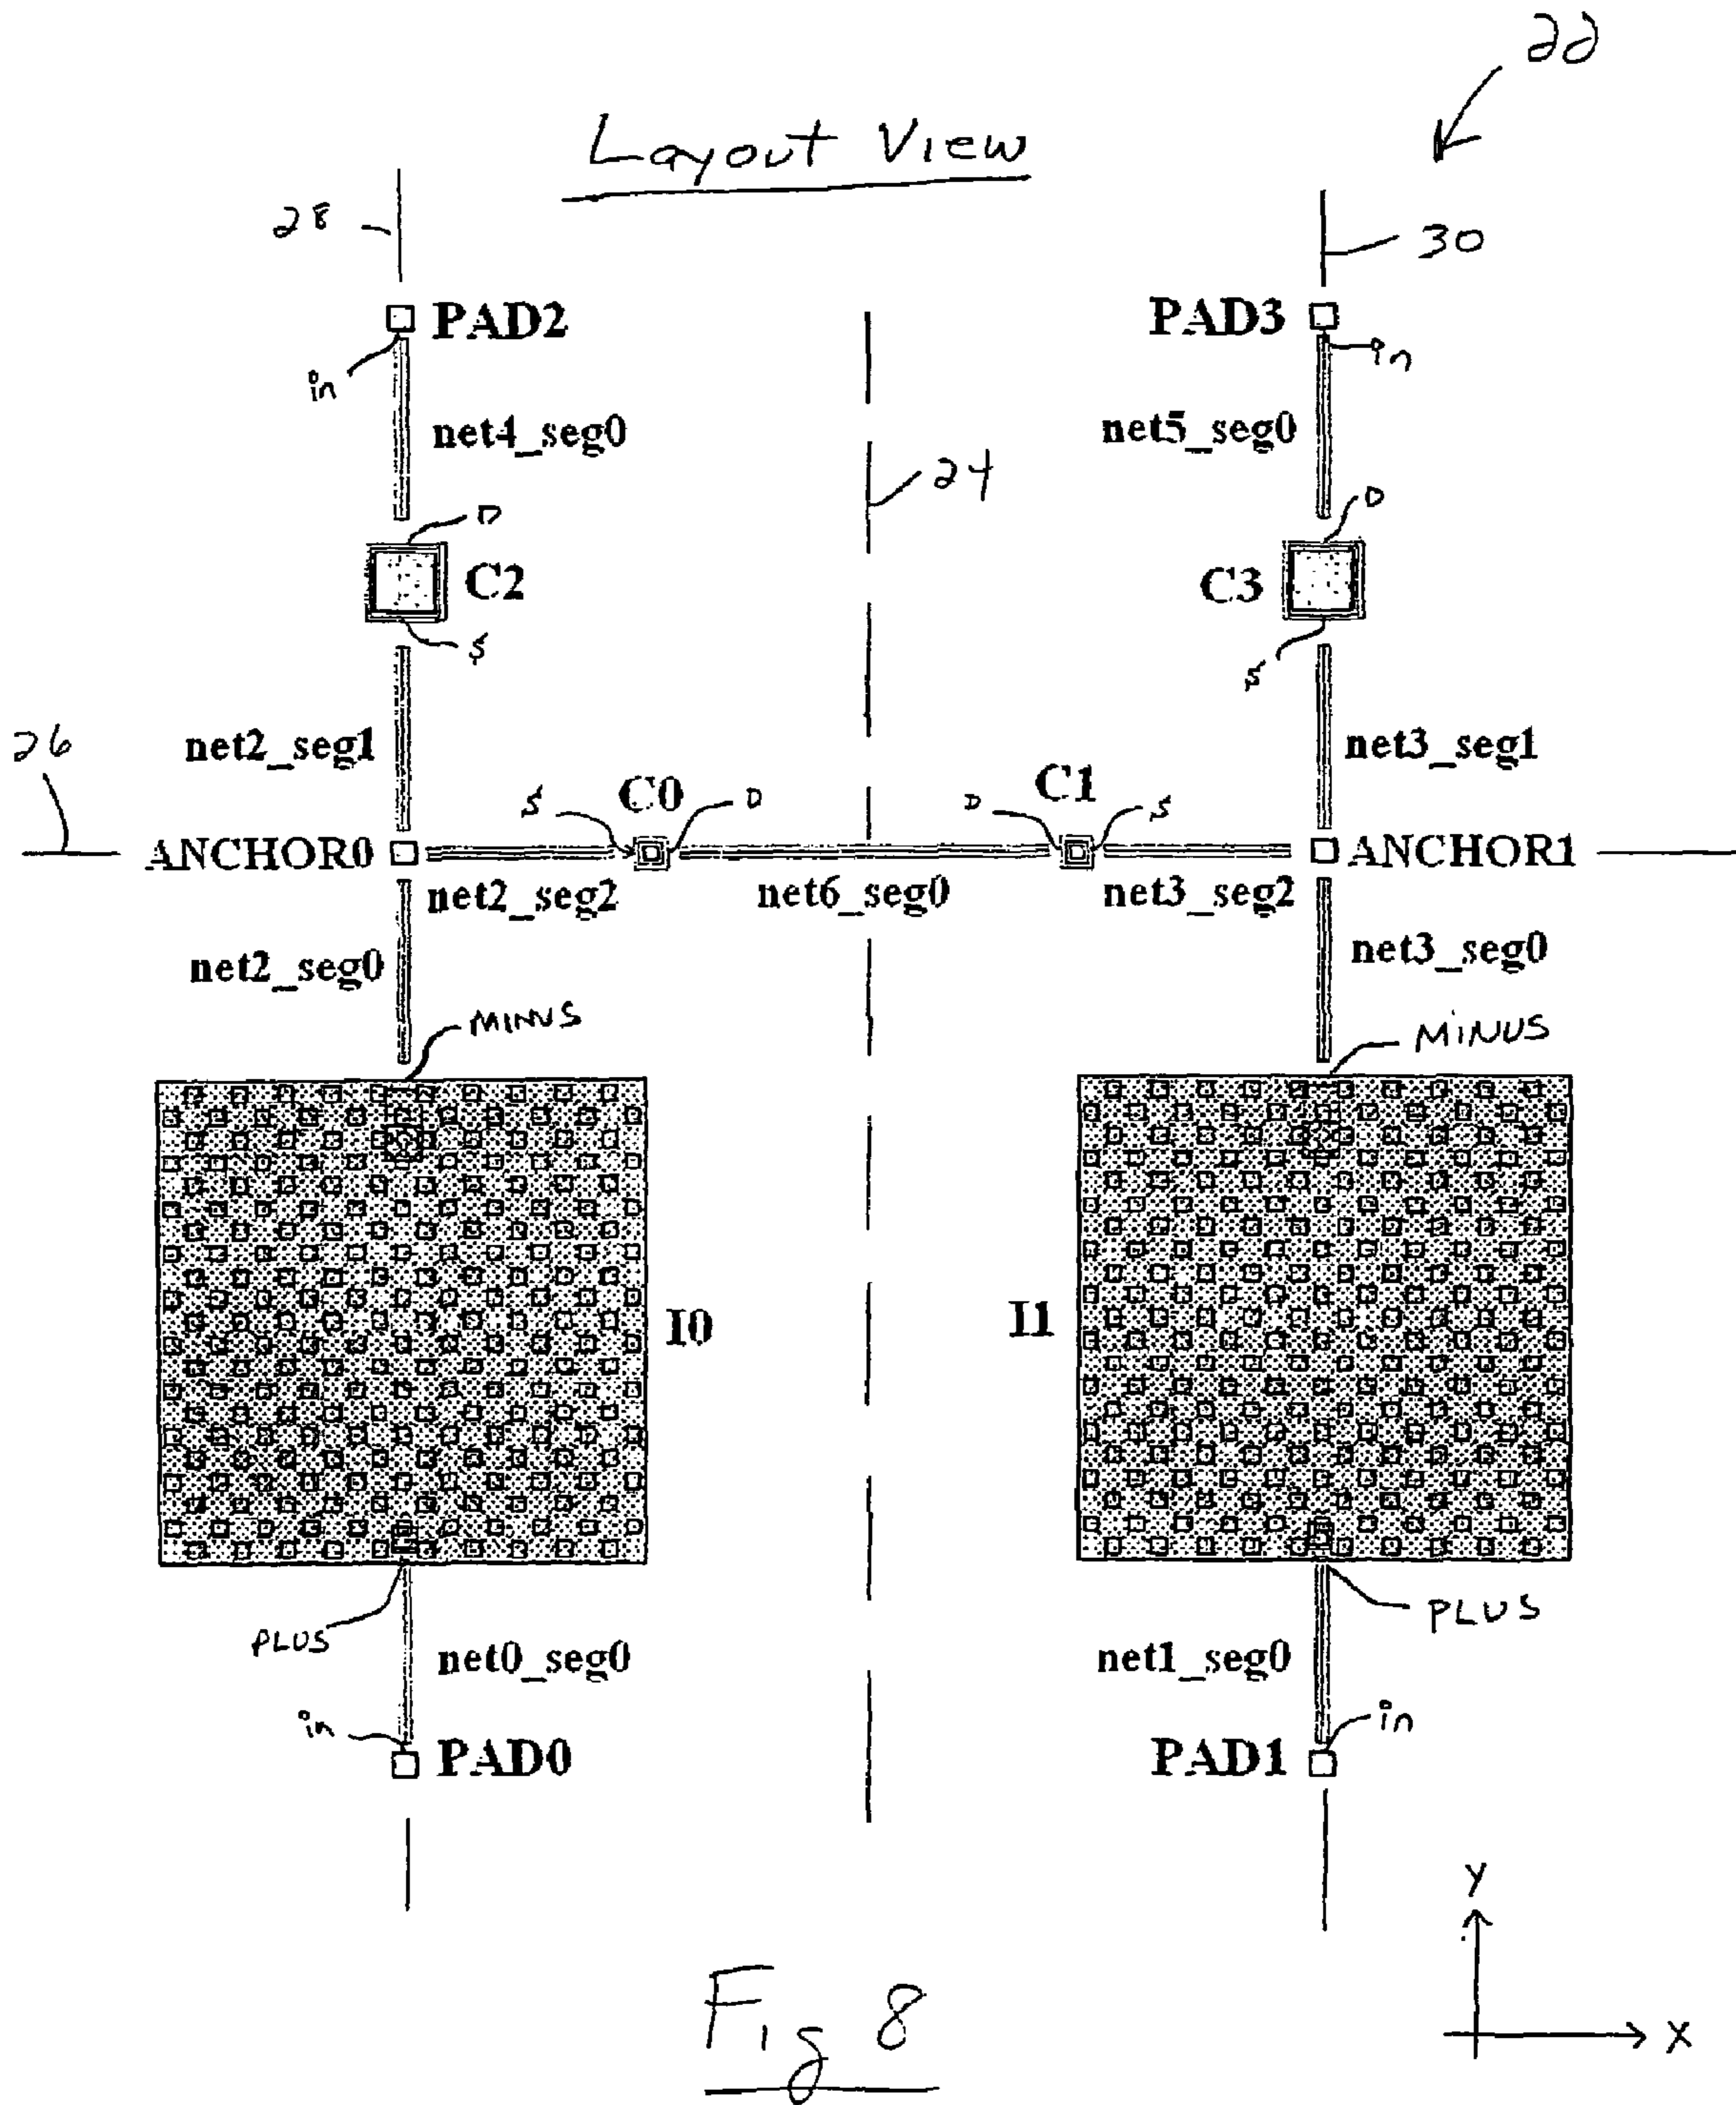 22
Layout View
28
30
PAD2
PAD3
in
in
net4_seg0
net5_seg0
24
D
D
C2
C3
S
S
26
net2_seg1
net3_seg1
C0
C1
S
D
D
S
ANCHOR0
ANCHOR1
net2_seg2
net6_seg0
net3_seg2
net2_seg0
net3_seg0
MINUS
MINUS
I0
I1
PLUS
PLUS
net0_seg0
net1_seg0
in
in
PAD0
PAD1
Y
X
Fig 8